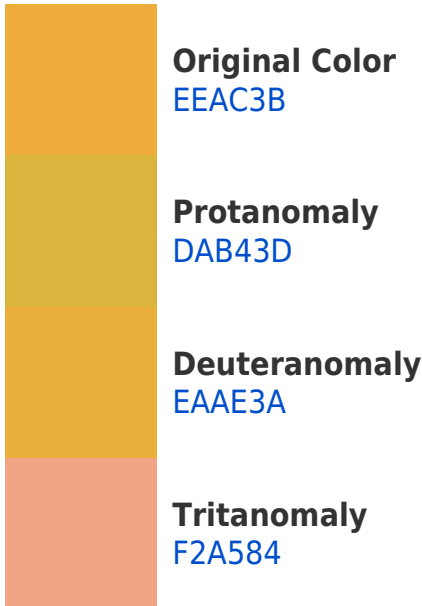 Original Color
EEAC3B
Protanomaly
DAB43D
Deuteranomaly
EAAE3A
Tritanomaly
F2A584